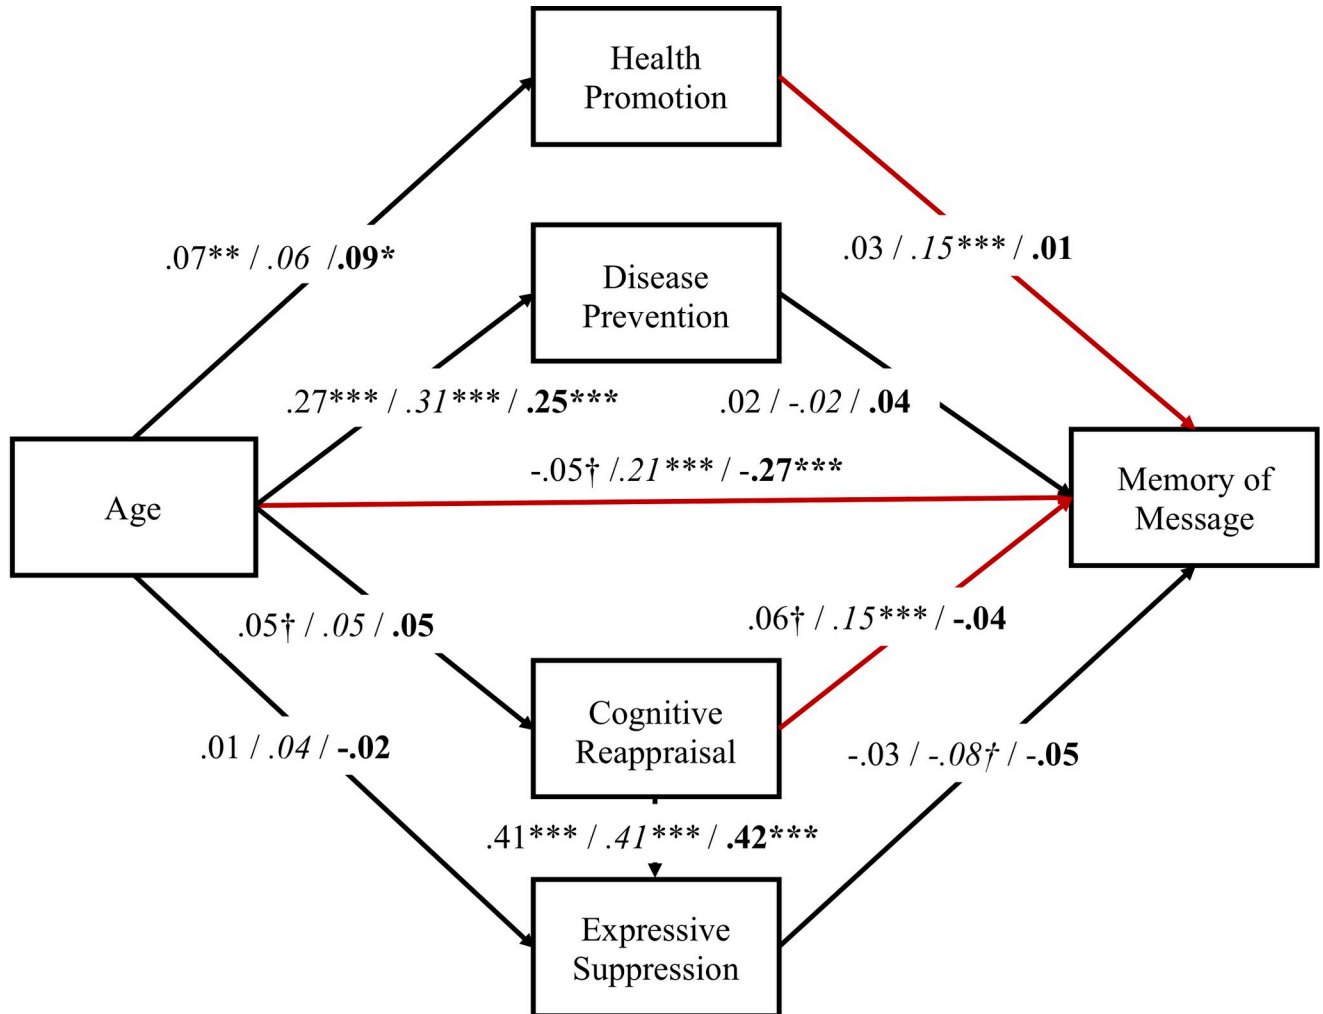 Health
Promotion
.07** / .06 /.09*
.03 / .15*** / .01
Disease
Prevention
.27*** / .31*** / .25***
.02 / -.02 / .04
Age
-.05† /.21*** / -.27***
Memory of
Message
.05† / .05 / .05
.06† / .15*** / -.04
Cognitive
Reappraisal
.01 / .04 / -.02
-.03 / -.08† / -.05
.41*** / .41*** / .42***
Expressive
Suppression